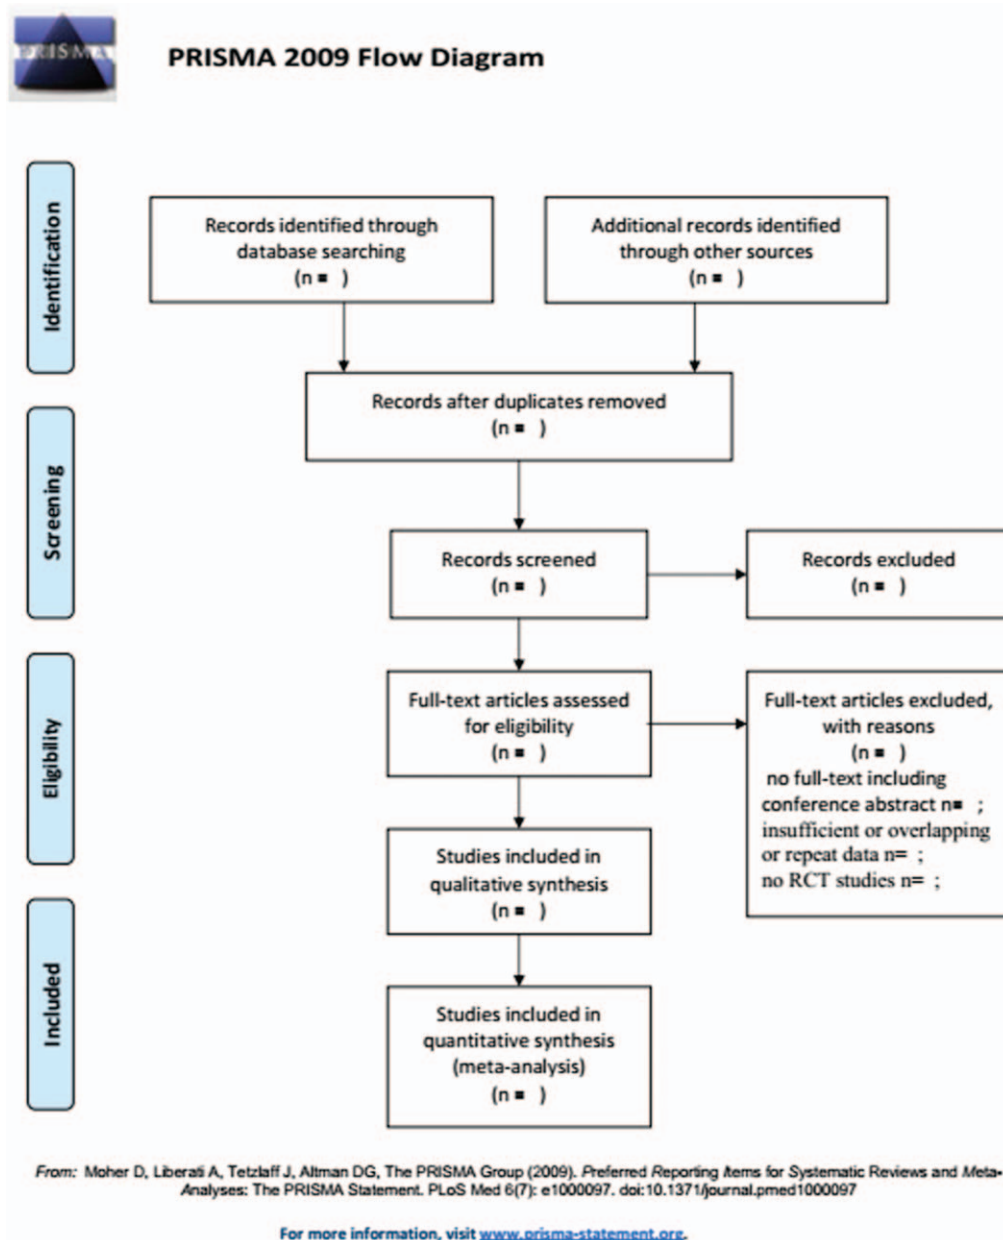 PRISMA
PRISMA 2009 Flow Diagram
Identification
Records identified through
database searching
(n = )
Additional records identified
through other sources
(n = )
Records after duplicates removed
(n = )
Screening
Records screened
(n = )
Records excluded
(n = )
Eligibility
Full-text articles assessed
for eligibility
(n = )
Full-text articles excluded,
with reasons
(n = )
no full-text including
conference abstract n= ;
insufficient or overlapping
or repeat data n= ;
no RCT studies n= ;
Studies included in
qualitative synthesis
(n = )
Included
Studies included in
quantitative synthesis
(meta-analysis)
(n = )
From: Moher D, Liberati A, Tetzlaff J, Altman DG, The PRISMA Group (2009). Preferred Reporting Items for Systematic Reviews and Meta-
Analyses: The PRISMA Statement. PLoS Med 6(7): e1000097. doi:10.1371/journal.pmed1000097
For more information, visit www.prisma-statement.org.